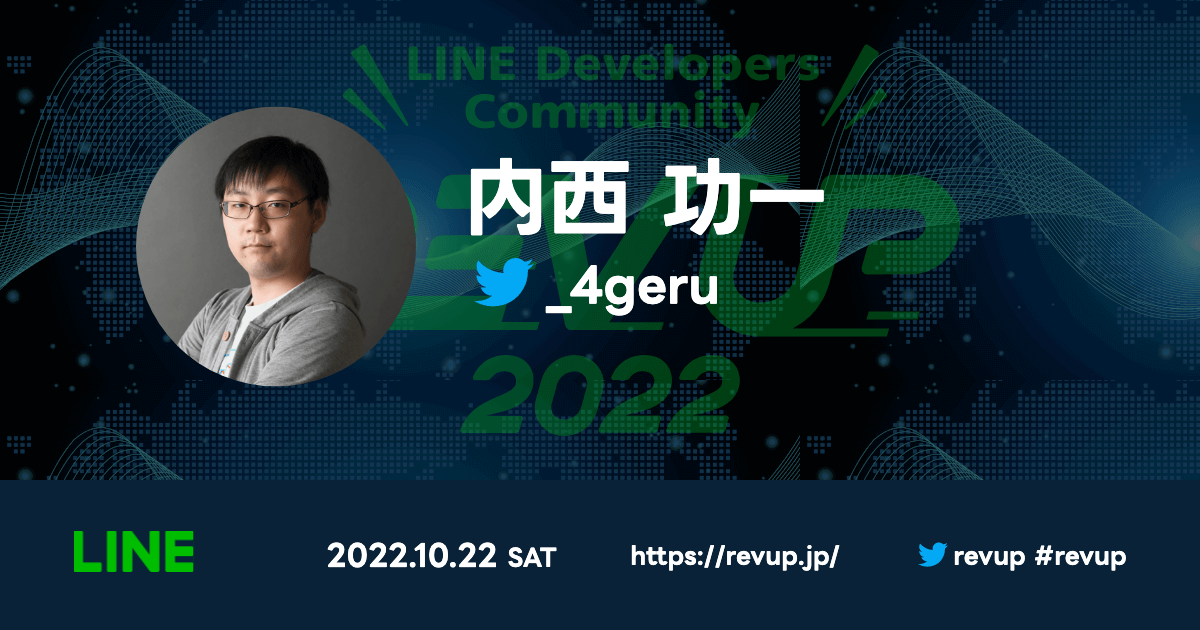 LINE Developers
Community
内西 功一
_4geru
REVUP
2022
LINE
2022.10.22 SAT
https://revup.jp/
revup #revup